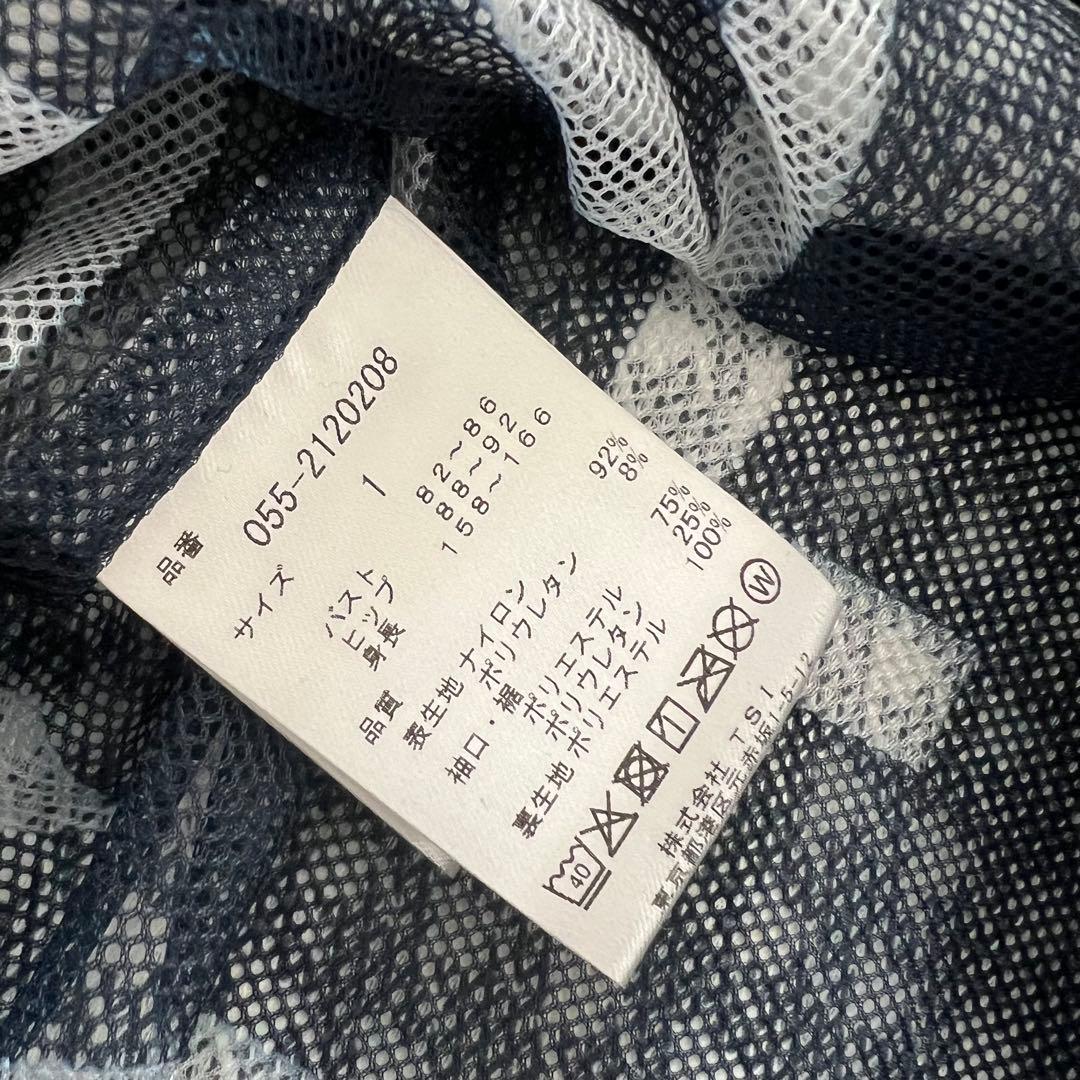 品番 055-2120208
サイズ 1
バスト 82~86
ヒップ 88~92
身長 158~166
品質
表生地 ナイロン 92%
ポリウレタン 8%
袖口・裾 ポリエステル 75%
ポリウレタン 25%
裏生地 ポリエステル 100%
40 W
株式会社 TSI
東京都港区元赤坂1-5-12